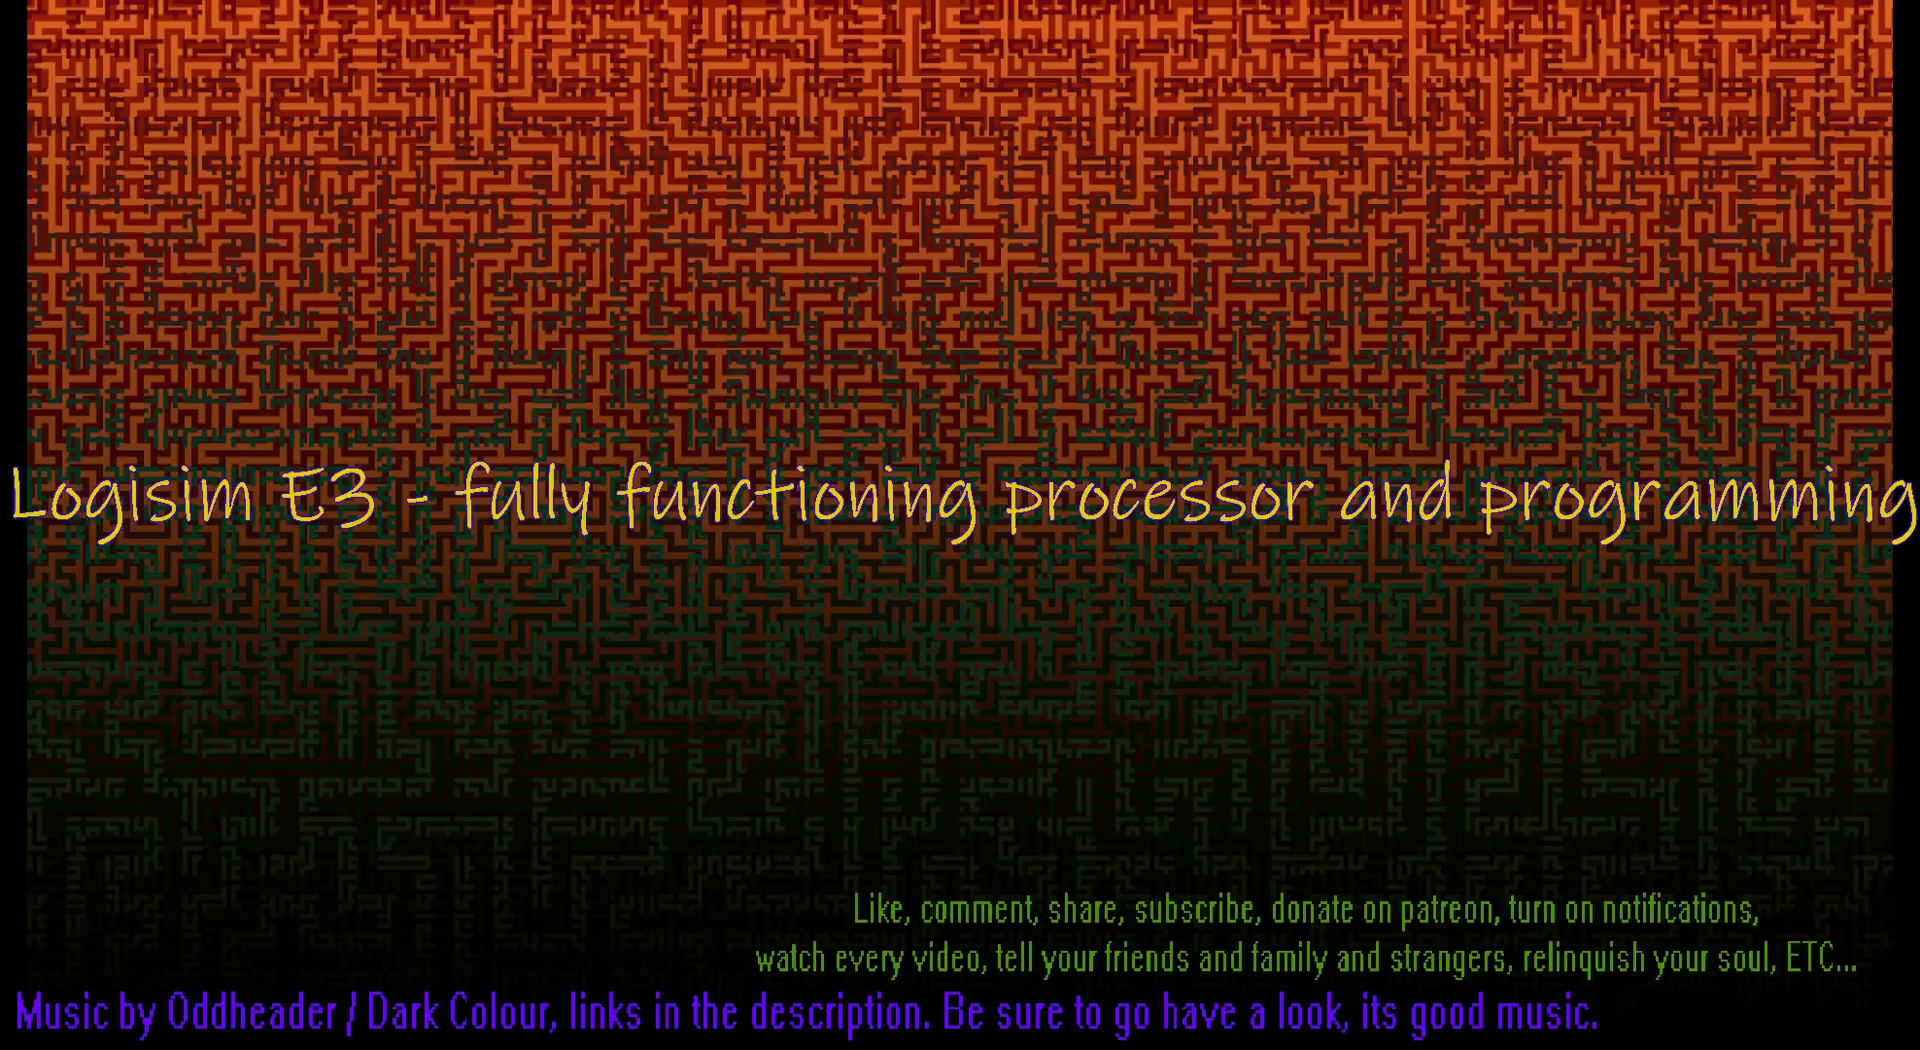 Logisim E3 - fully functioning processor and programming
Like, comment, share, subscribe, donate on patreon, turn on notifications,
watch every video, tell your friends and family and strangers, relinquish your soul, ETC...
Music by Oddheader / Dark Colour, links in the description. Be sure to go have a look, its good music.